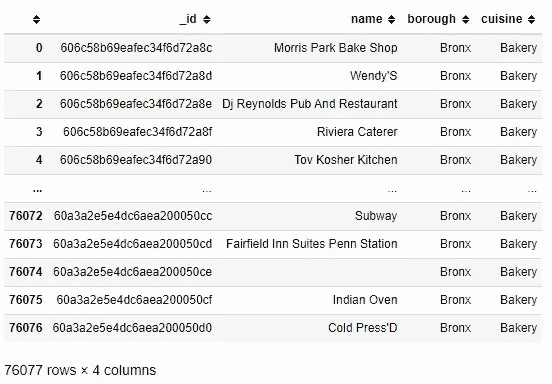 _id name borough cuisine
0 606c58b69eafec34f6d72a8c Morris Park Bake Shop Bronx Bakery
1 606c58b69eafec34f6d72a8d Wendy'S Bronx Bakery
2 606c58b69eafec34f6d72a8e Dj Reynolds Pub And Restaurant Bronx Bakery
3 606c58b69eafec34f6d72a8f Riviera Caterer Bronx Bakery
4 606c58b69eafec34f6d72a90 Tov Kosher Kitchen Bronx Bakery
... ... ... ... ...
76072 60a3a2e5e4dc6aea200050cc Subway Bronx Bakery
76073 60a3a2e5e4dc6aea200050cd Fairfield Inn Suites Penn Station Bronx Bakery
76074 60a3a2e5e4dc6aea200050ce Bronx Bakery
76075 60a3a2e5e4dc6aea200050cf Indian Oven Bronx Bakery
76076 60a3a2e5e4dc6aea200050d0 Cold Press'D Bronx Bakery
76077 rows × 4 columns